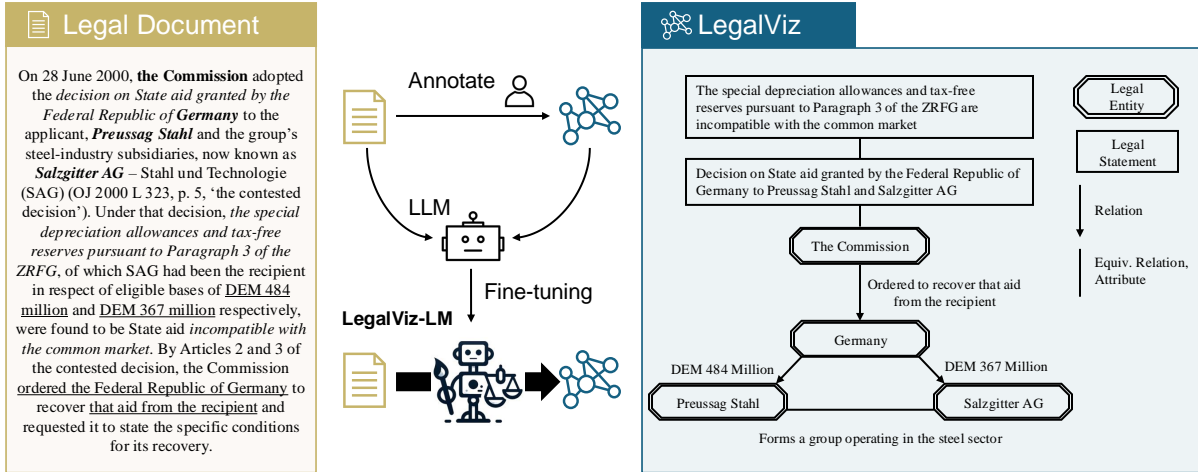 Legal Document
On 28 June 2000, the Commission adopted
the decision on State aid granted by the
Federal Republic of Germany to the
applicant, Preussag Stahl and the group's
steel-industry subsidiaries, now known as
Salzgitter AG – Stahl und Technologie
(SAG) (OJ 2000 L 323, p. 5, 'the contested
decision'). Under that decision, the special
depreciation allowances and tax-free
reserves pursuant to Paragraph 3 of the
ZRFG, of which SAG had been the recipient
in respect of eligible bases of DEM 484
million and DEM 367 million respectively,
were found to be State aid incompatible with
the common market. By Articles 2 and 3 of
the contested decision, the Commission
ordered the Federal Republic of Germany to
recover that aid from the recipient and
requested it to state the specific conditions
for its recovery.
Annotate
LLM
Fine-tuning
LegalViz-LM
LegalViz
The special depreciation allowances and tax-free
reserves pursuant to Paragraph 3 of the ZRFG are
incompatible with the common market
Decision on State aid granted by the Federal Republic of
Germany to Preussag Stahl and Salzgitter AG
The Commission
Ordered to recover that aid
from the recipient
Germany
DEM 484 Million
DEM 367 Million
Preussag Stahl
Salzgitter AG
Forms a group operating in the steel sector
Legal
Entity
Legal
Statement
Relation
Equiv. Relation,
Attribute